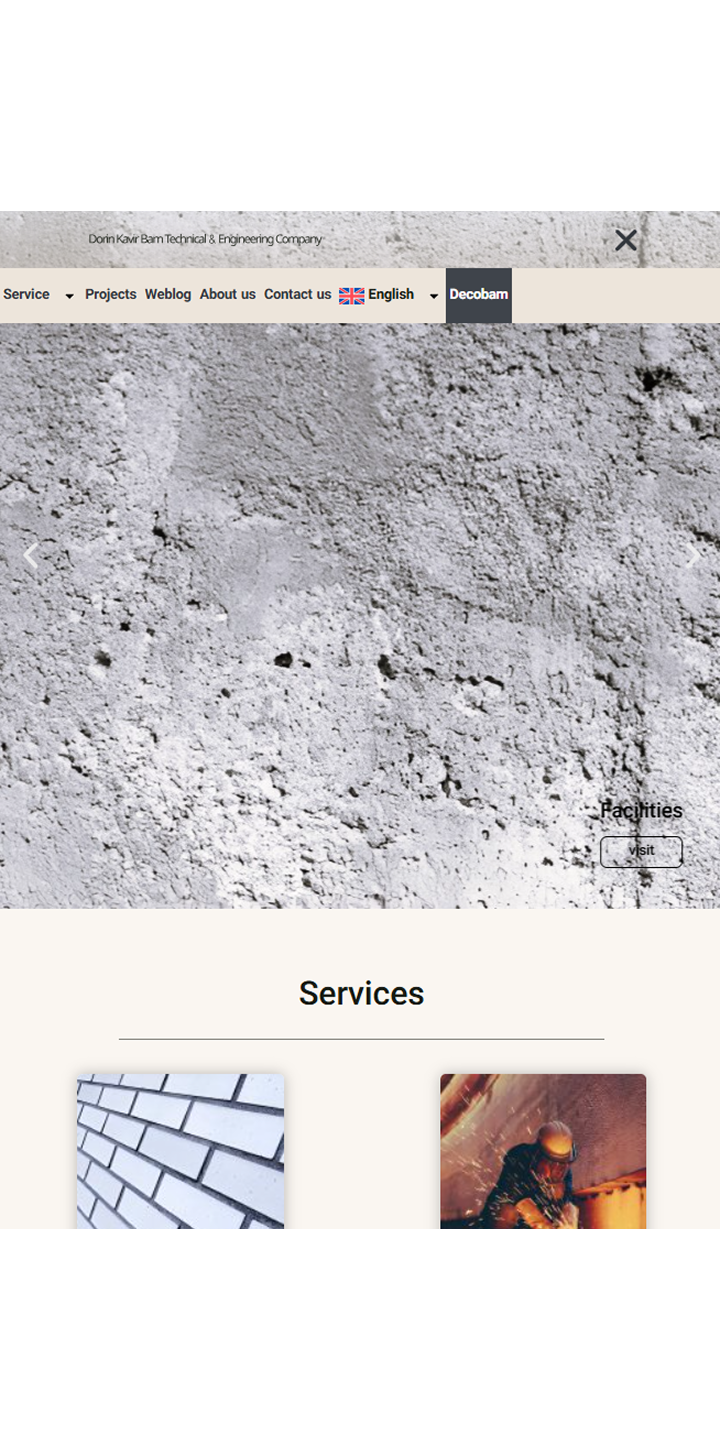 Dorin Kavir Bam Technical & Engineering Company
Service Projects Weblog About us Contact us English Decobam
Facilities
visit
Services